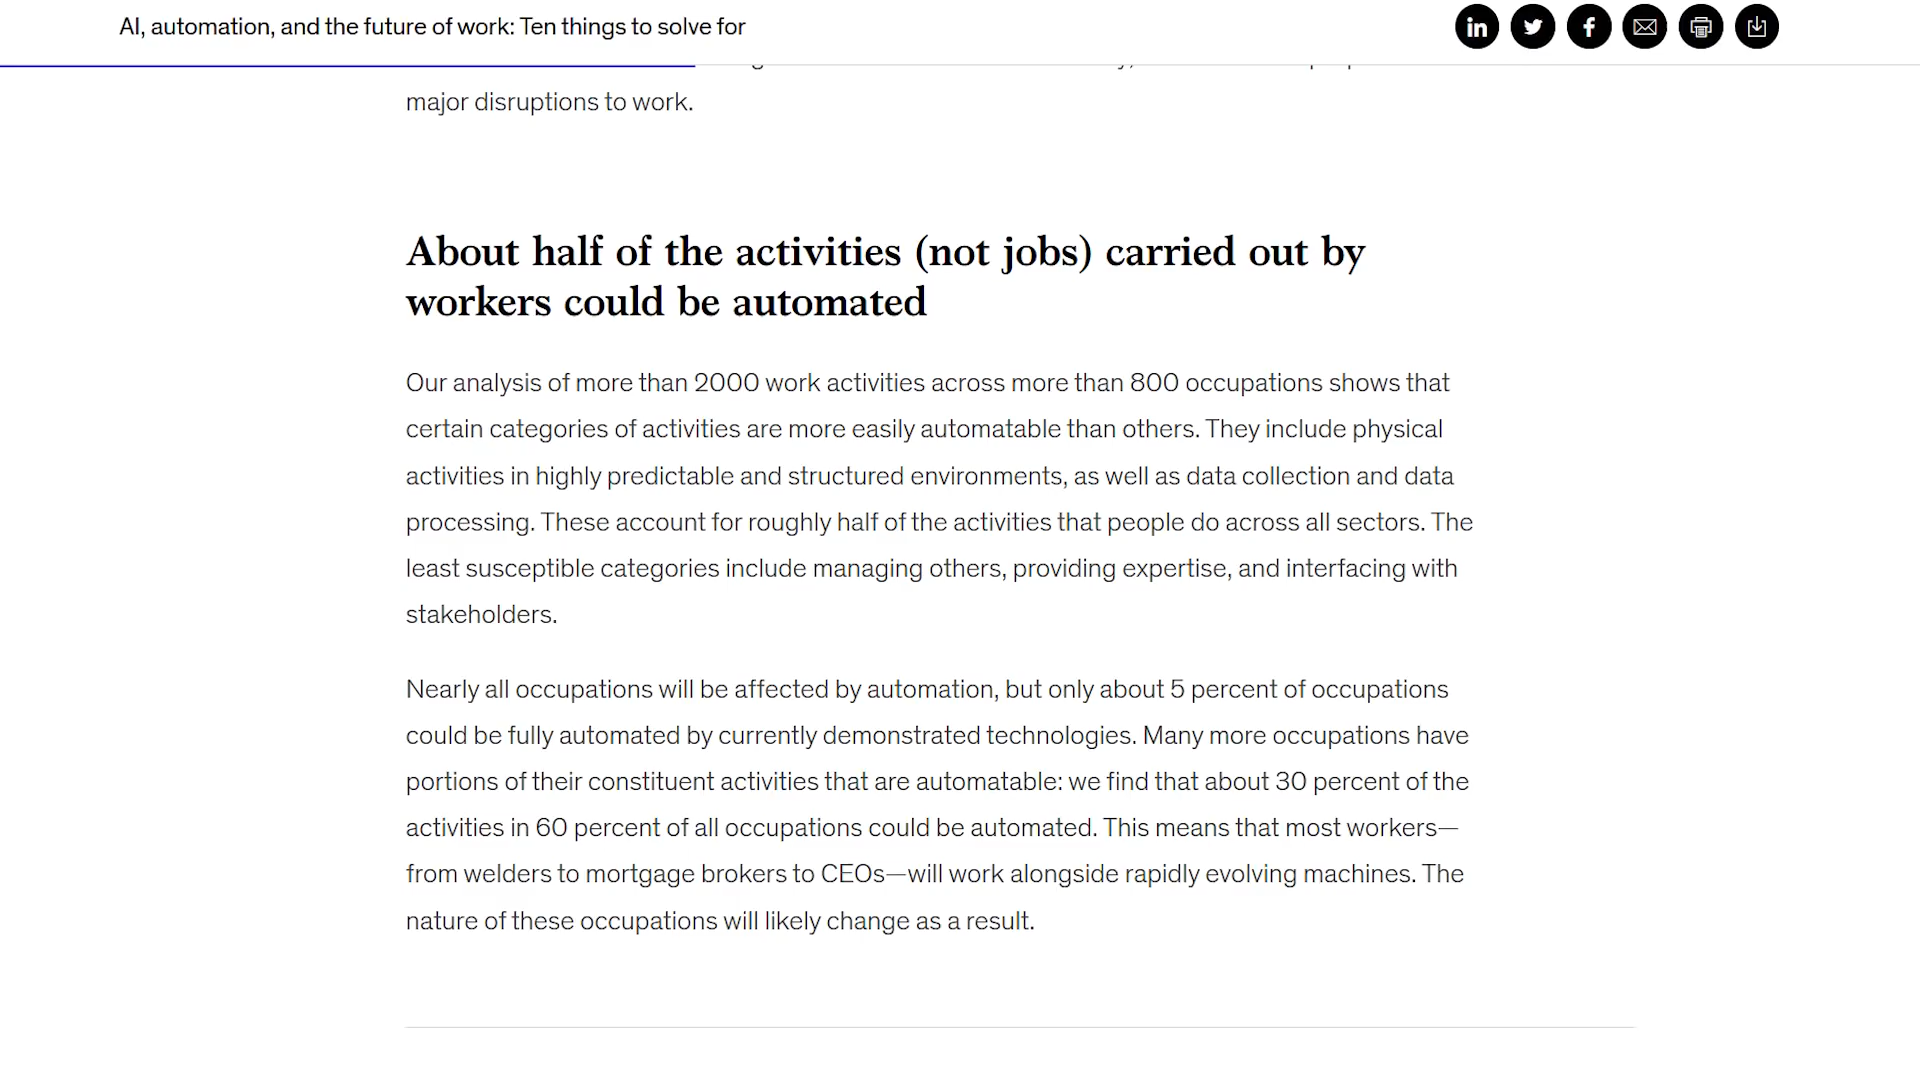 AI, automation, and the future of work: Ten things to solve for
major disruptions to work.
About half of the activities (not jobs) carried out by
workers could be automated
Our analysis of more than 2000 work activities across more than 800 occupations shows that
certain categories of activities are more easily automatable than others. They include physical
activities in highly predictable and structured environments, as well as data collection and data
processing. These account for roughly half of the activities that people do across all sectors. The
least susceptible categories include managing others, providing expertise, and interfacing with
stakeholders.
Nearly all occupations will be affected by automation, but only about 5 percent of occupations
could be fully automated by currently demonstrated technologies. Many more occupations have
portions of their constituent activities that are automatable: we find that about 30 percent of the
activities in 60 percent of all occupations could be automated. This means that most workers—
from welders to mortgage brokers to CEOs—will work alongside rapidly evolving machines. The
nature of these occupations will likely change as a result.